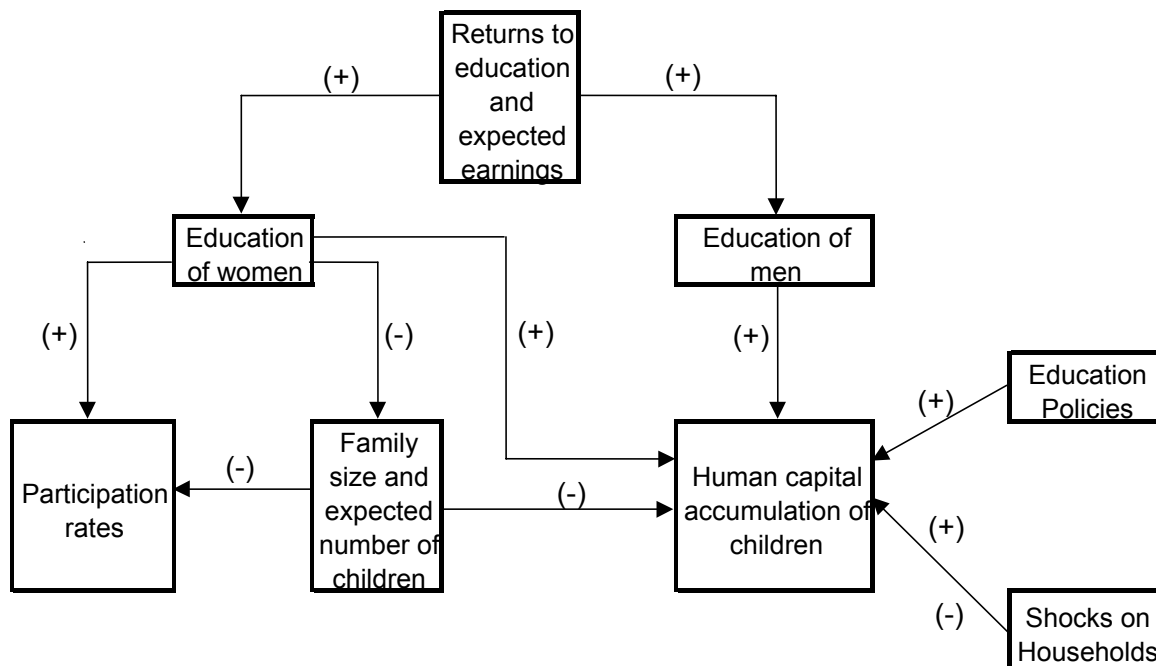 Returns to
education
and
expected
earnings
(+)
(+)
Education
of women
Education of
men
(+)
(-)
(+)
(+)
Education
Policies
(+)
Participation
rates
(-)
Family
size and
expected
number of
children
(-)
Human capital
accumulation of
children
(+)
(-)
Shocks on
Households